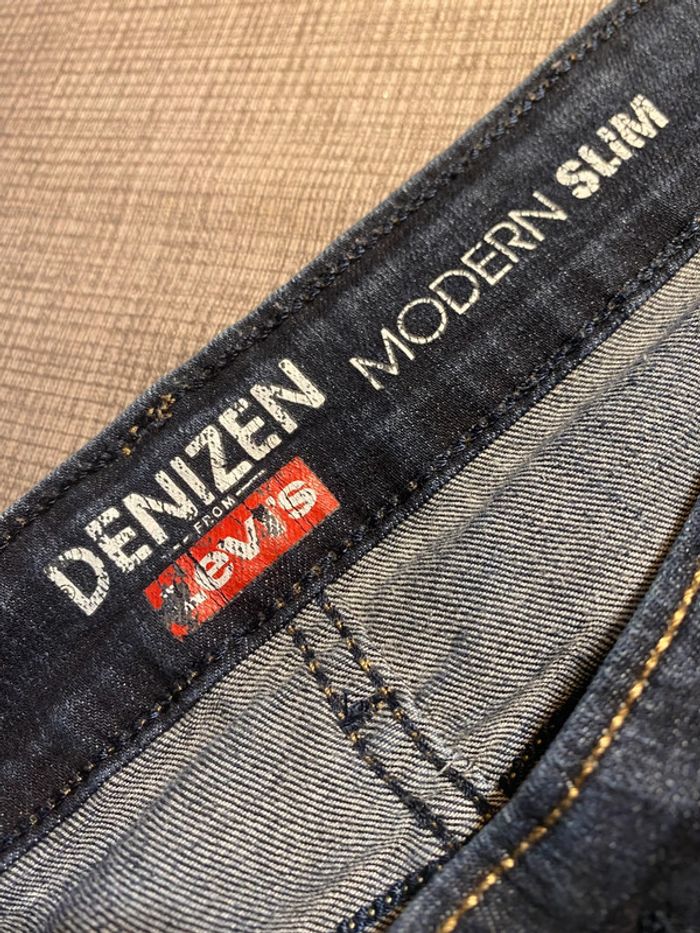 DENIZEN
FROM
Levi's
MODERN SLIM